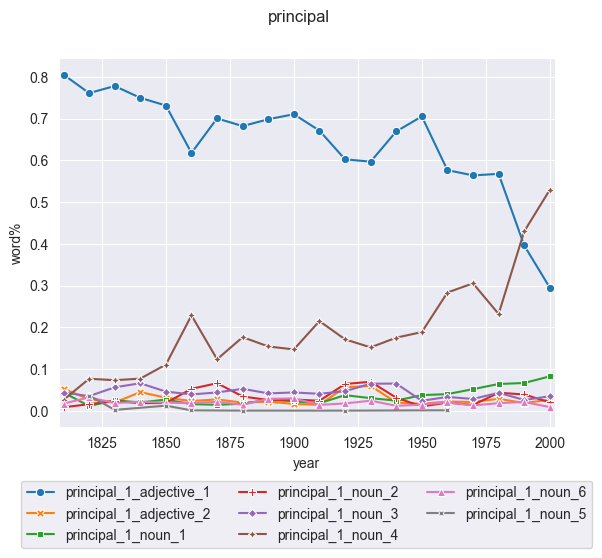 principal
0.8
0.7
0.6
0.5
0.4
0.3
0.2
0.1
0.0
word%
1825 1850 1875 1900 1925 1950 1975 2000
year
principal_1_adjective_1 principal_1_noun_2 principal_1_noun_6
principal_1_adjective_2 principal_1_noun_3 principal_1_noun_5
principal_1_noun_1 principal_1_noun_4